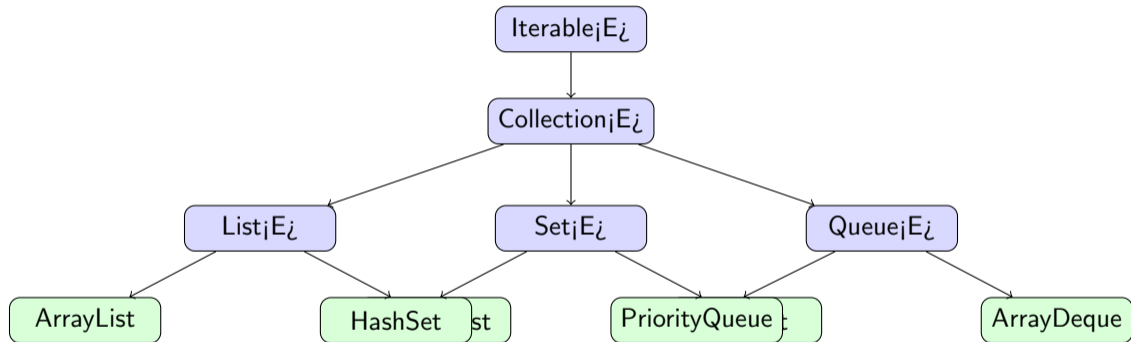 Iterable¡E¿
Collection¡E¿
List¡E¿
Set¡E¿
Queue¡E¿
ArrayList
HashSet
PriorityQueue
ArrayDeque